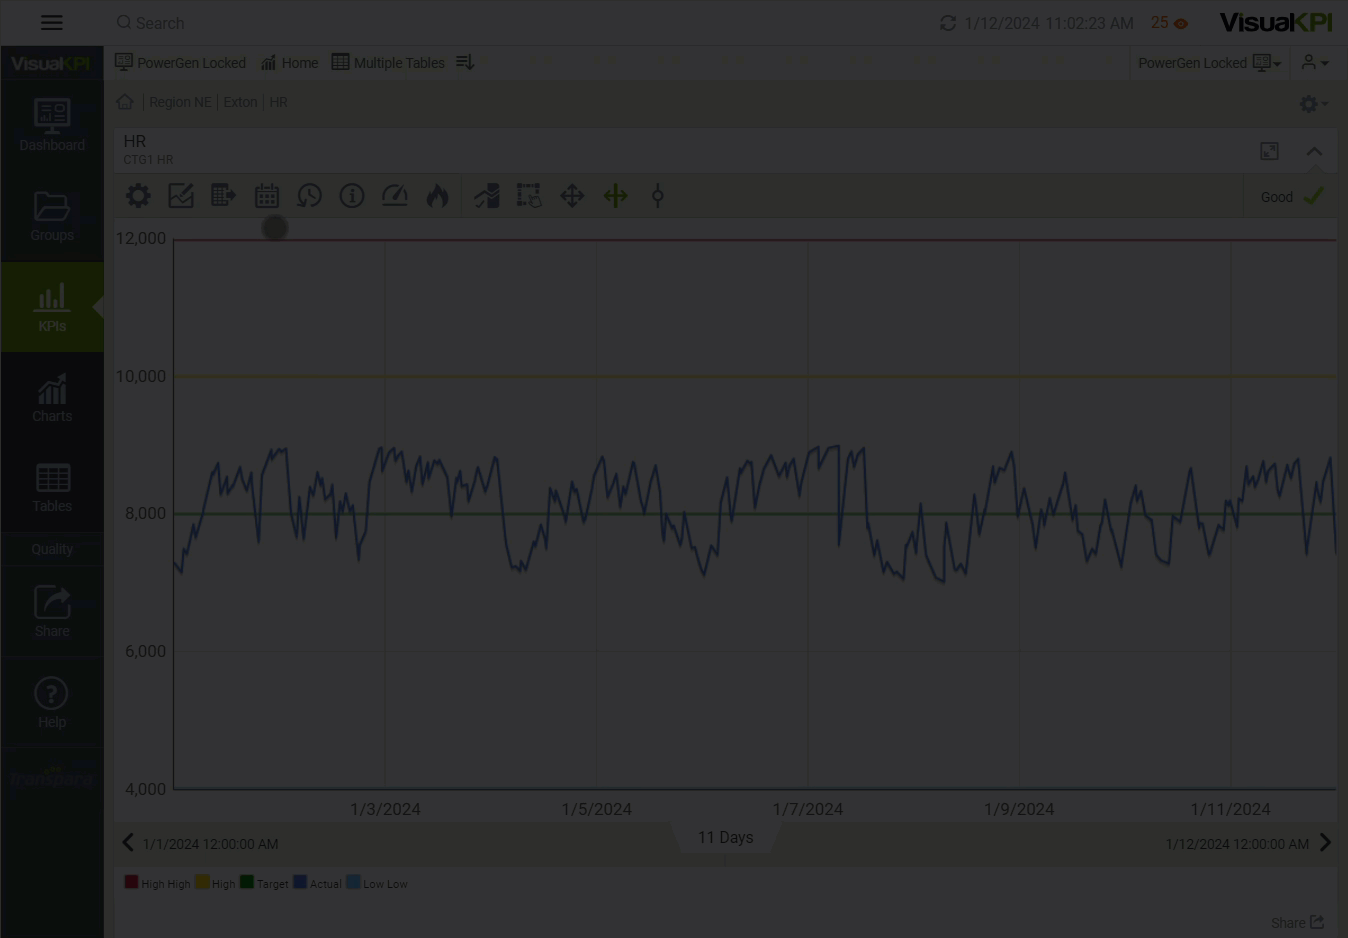 Search
1/12/2024 11:02:23 AM
25
VisualKPI
VisualKPI
PowerGen Locked
Home
Multiple Tables
PowerGen Locked
Region NE
Exton
HR
Dashboard
Groups
KPIs
Charts
Tables
Quality
Share
Help
transpara
HR
CTG1 HR
Good
12,000
10,000
8,000
6,000
4,000
1/3/2024
1/5/2024
1/7/2024
1/9/2024
1/11/2024
1/1/2024 12:00:00 AM
11 Days
1/12/2024 12:00:00 AM
High High
High
Target
Actual
Low Low
Share